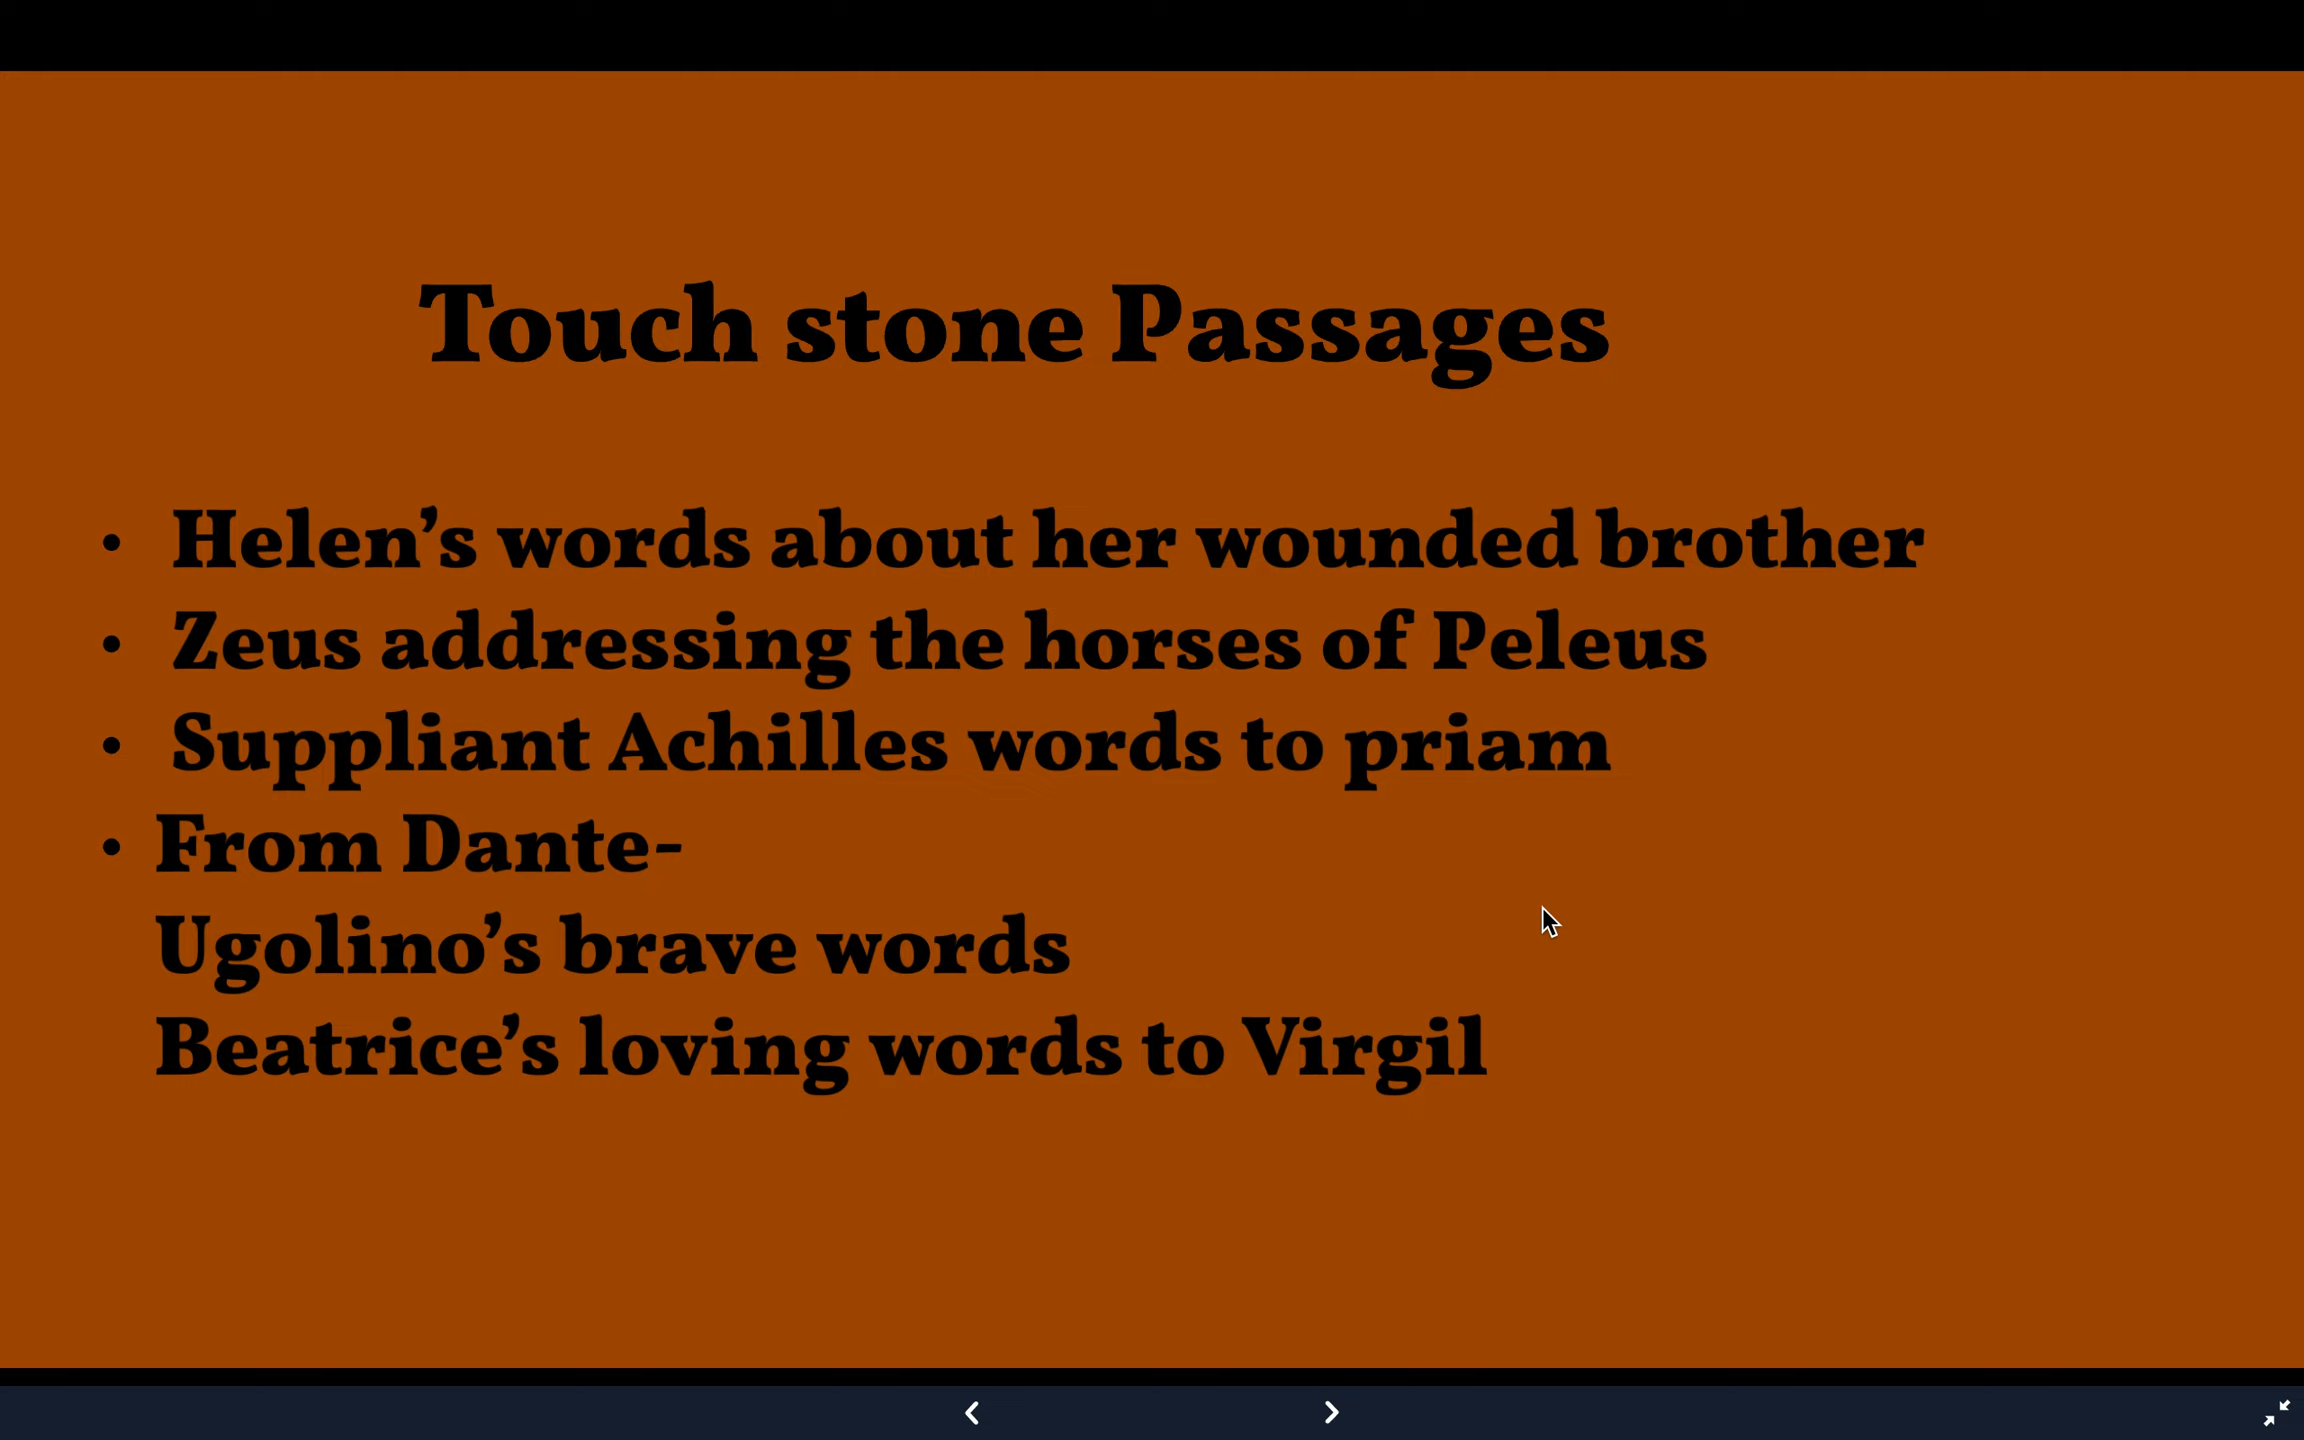 Touch stone Passages
• Helen’s words about her wounded brother
• Zeus addressing the horses of Peleus
• Suppliant Achilles words to priam
• From Dante-
Ugolino’s brave words
Beatrice’s loving words to Virgil